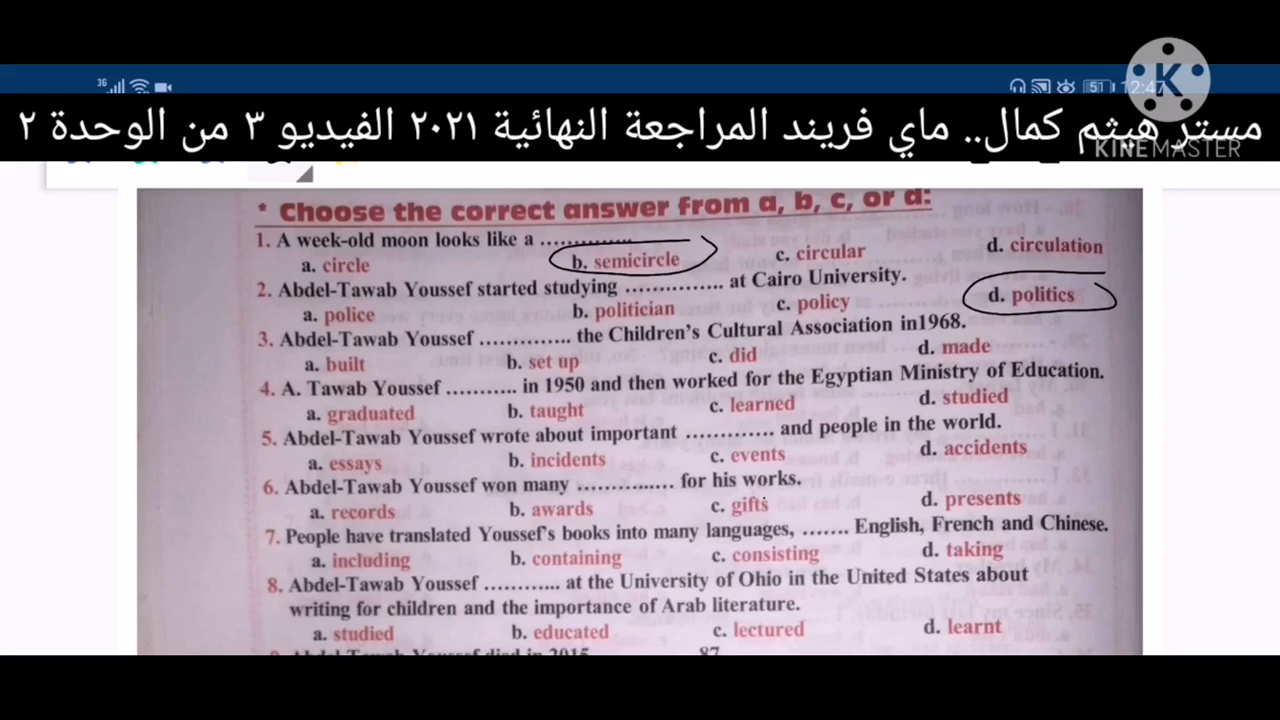 3G 51 12:47
مستر هيثم كمال.. ماي فريند المراجعة النهائية ٢٠٢١ الفيديو ٣ من الوحدة ٢
K
KINEMASTER
* Choose the correct answer from a, b, c, or d:
1. A week-old moon looks like a ..............
a. circle b. semicircle c. circular d. circulation
2. Abdel-Tawab Youssef started studying .............. at Cairo University.
a. police b. politician c. policy d. politics
3. Abdel-Tawab Youssef ............. the Children's Cultural Association in1968.
a. built b. set up c. did d. made
4. A. Tawab Youssef .......... in 1950 and then worked for the Egyptian Ministry of Education.
a. graduated b. taught c. learned d. studied
5. Abdel-Tawab Youssef wrote about important ............. and people in the world.
a. essays b. incidents c. events d. accidents
6. Abdel-Tawab Youssef won many .............. for his works.
a. records b. awards c. gifts d. presents
7. People have translated Youssef's books into many languages, ....... English, French and Chinese.
a. including b. containing c. consisting d. taking
8. Abdel-Tawab Youssef ........... at the University of Ohio in the United States about
writing for children and the importance of Arab literature.
a. studied b. educated c. lectured d. learnt